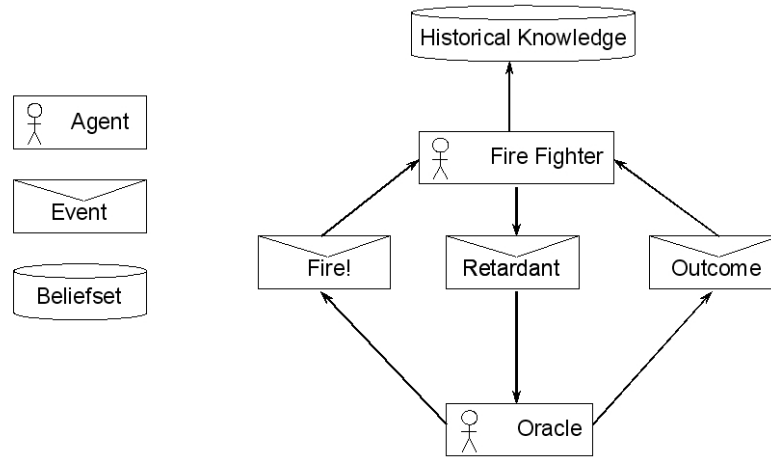 Historical Knowledge
Agent
Fire Fighter
Event
Fire!
Retardant
Outcome
Beliefset
Oracle